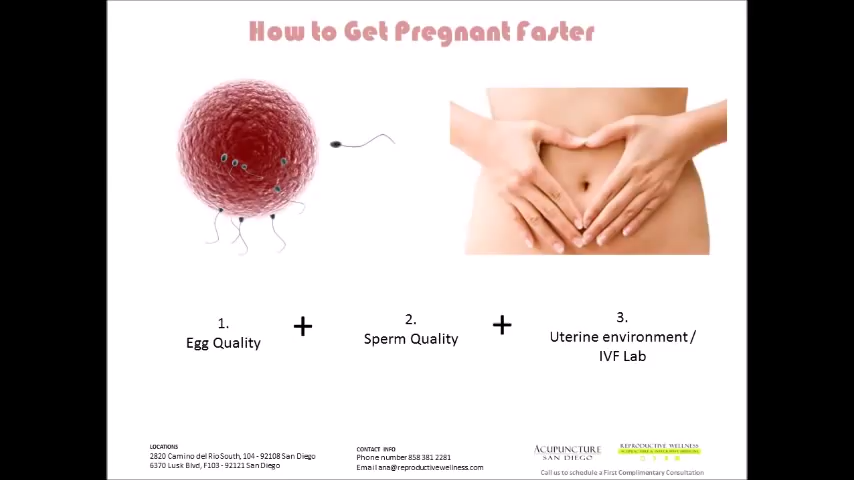 How to Get Pregnant Faster
1.
Egg Quality
+
2.
Sperm Quality
+
3.
Uterine environment /
IVF Lab
LOCATIONS
2820 Camino del Rio South, 104 - 92108 San Diego
6370 Lusk Blvd, F103 - 92121 San Diego
CONTACT INFO
Phone number 858 381 2281
Email ana@reproductivewellness.com
ACUPUNCTURE
SAN DIEGO
REPRODUCTIVE WELLNESS
Call us to schedule a First Complimentary Consultation